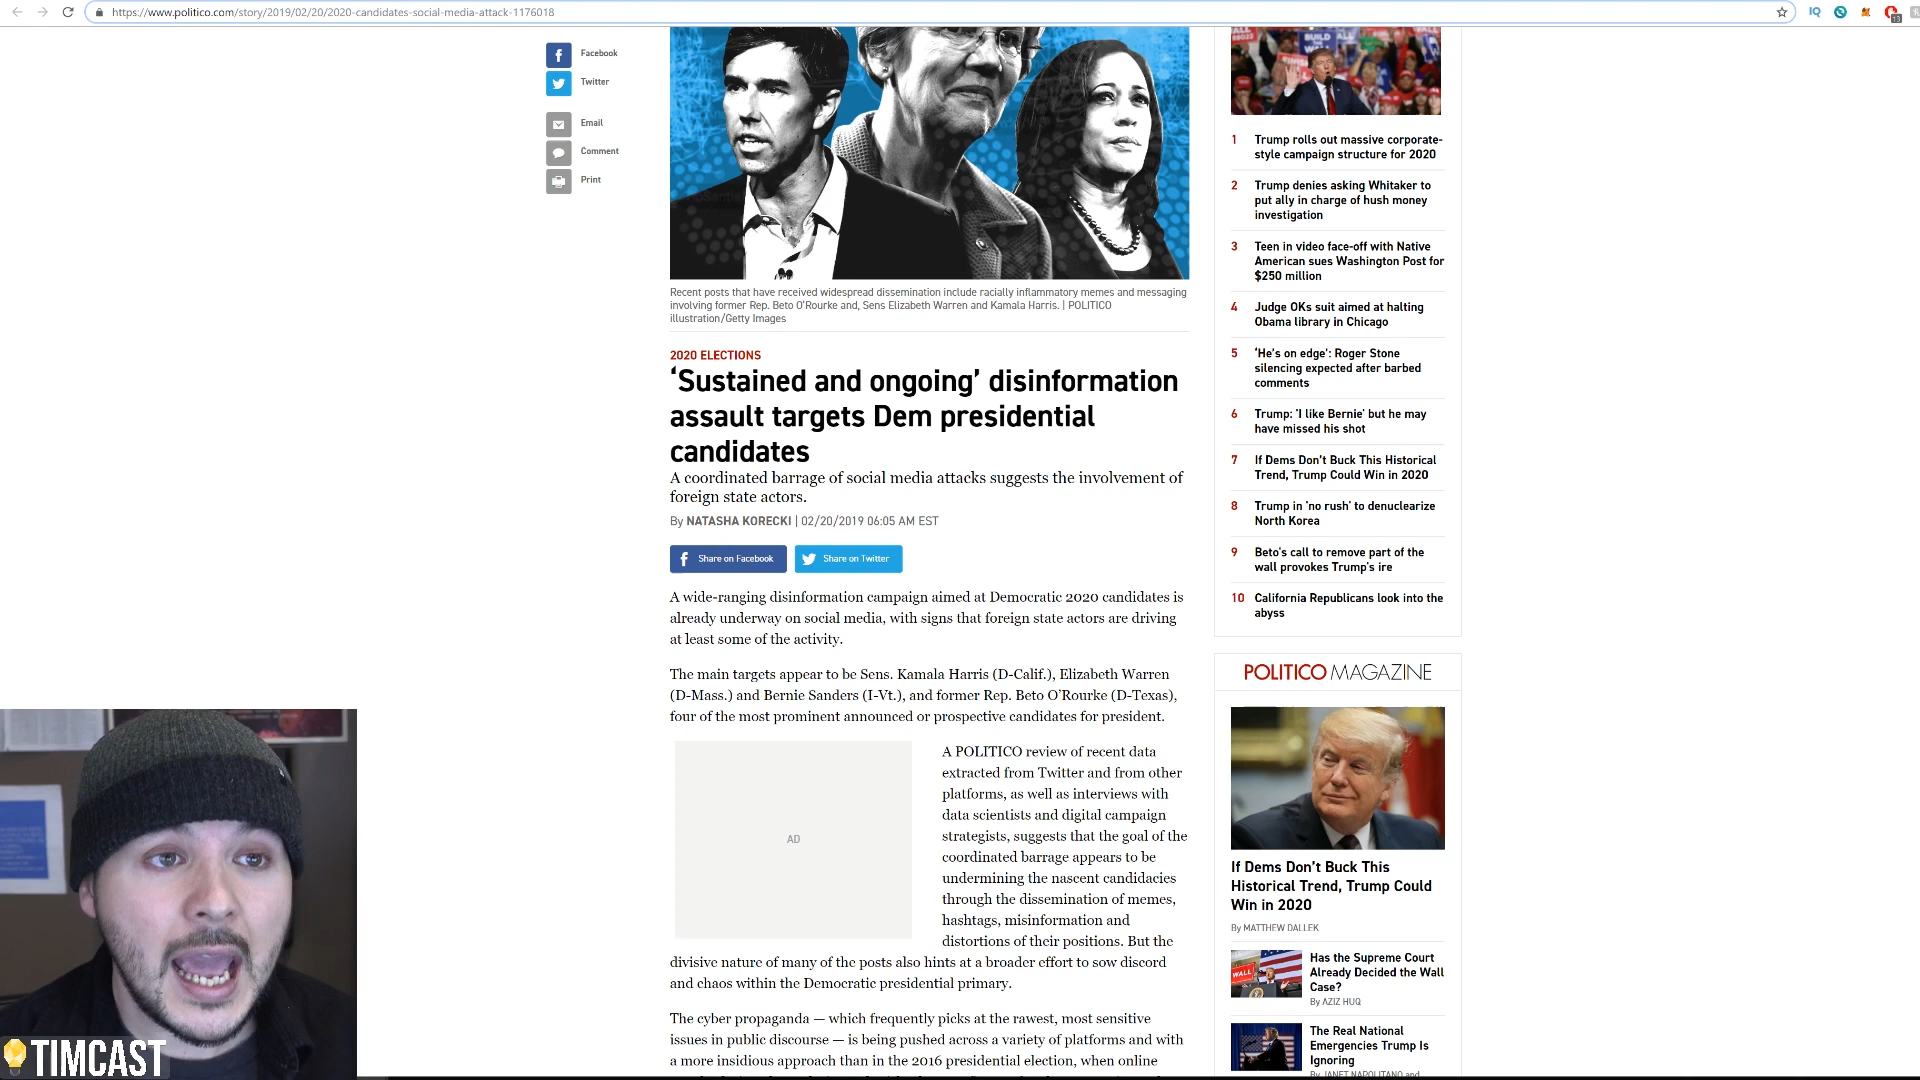 https://www.politico.com/story/2019/02/20/2020-candidates-social-media-attack-1176018
IQ
13
Facebook
Twitter
Email
Comment
Print
Recent posts that have received widespread dissemination include racially inflammatory memes and messaging
involving former Rep. Beto O'Rourke and, Sens Elizabeth Warren and Kamala Harris. | POLITICO
illustration/Getty Images
2020 ELECTIONS
‘Sustained and ongoing’ disinformation
assault targets Dem presidential
candidates
A coordinated barrage of social media attacks suggests the involvement of
foreign state actors.
By NATASHA KORECKI | 02/20/2019 06:05 AM EST
Share on Facebook
Share on Twitter
A wide-ranging disinformation campaign aimed at Democratic 2020 candidates is
already underway on social media, with signs that foreign state actors are driving
at least some of the activity.
The main targets appear to be Sens. Kamala Harris (D-Calif.), Elizabeth Warren
(D-Mass.) and Bernie Sanders (I-Vt.), and former Rep. Beto O’Rourke (D-Texas),
four of the most prominent announced or prospective candidates for president.
AD
A POLITICO review of recent data
extracted from Twitter and from other
platforms, as well as interviews with
data scientists and digital campaign
strategists, suggests that the goal of the
coordinated barrage appears to be
undermining the nascent candidacies
through the dissemination of memes,
hashtags, misinformation and
distortions of their positions. But the
divisive nature of many of the posts also hints at a broader effort to sow discord
and chaos within the Democratic presidential primary.
The cyber propaganda — which frequently picks at the rawest, most sensitive
issues in public discourse — is being pushed across a variety of platforms and with
a more insidious approach than in the 2016 presidential election, when online
BUILD
1 Trump rolls out massive corporate-
style campaign structure for 2020
2 Trump denies asking Whitaker to
put ally in charge of hush money
investigation
3 Teen in video face-off with Native
American sues Washington Post for
$250 million
4 Judge OKs suit aimed at halting
Obama library in Chicago
5 ‘He's on edge’: Roger Stone
silencing expected after barbed
comments
6 Trump: 'I like Bernie' but he may
have missed his shot
7 If Dems Don’t Buck This Historical
Trend, Trump Could Win in 2020
8 Trump in 'no rush' to denuclearize
North Korea
9 Beto's call to remove part of the
wall provokes Trump's ire
10 California Republicans look into the
abyss
POLITICO MAGAZINE
If Dems Don’t Buck This
Historical Trend, Trump Could
Win in 2020
By MATTHEW DALLEK
WALL
Has the Supreme Court
Already Decided the Wall
Case?
By AZIZ HUQ
The Real National
Emergencies Trump Is
Ignoring
By JANET NAPOLITANO and
TIMCAST